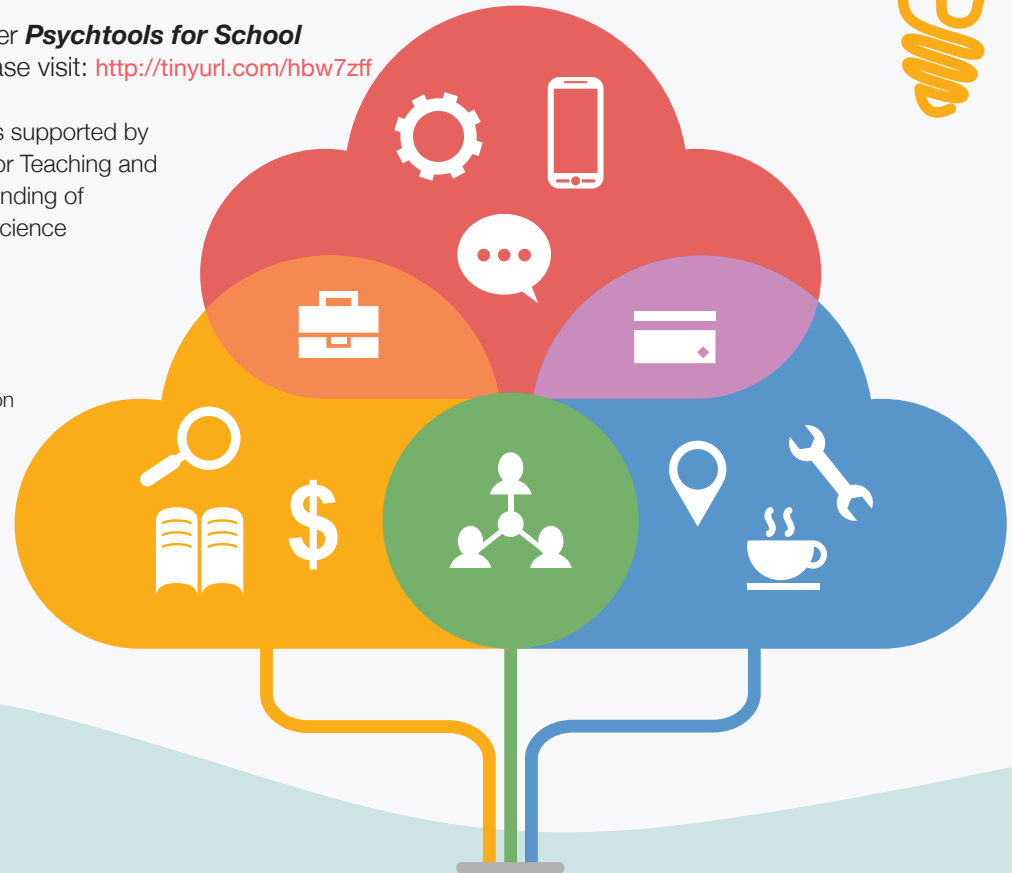 er Psychtools for School
ase visit: http://tinyurl.com/hbw7zff
s supported by
or Teaching and
nding of
cience
on
$